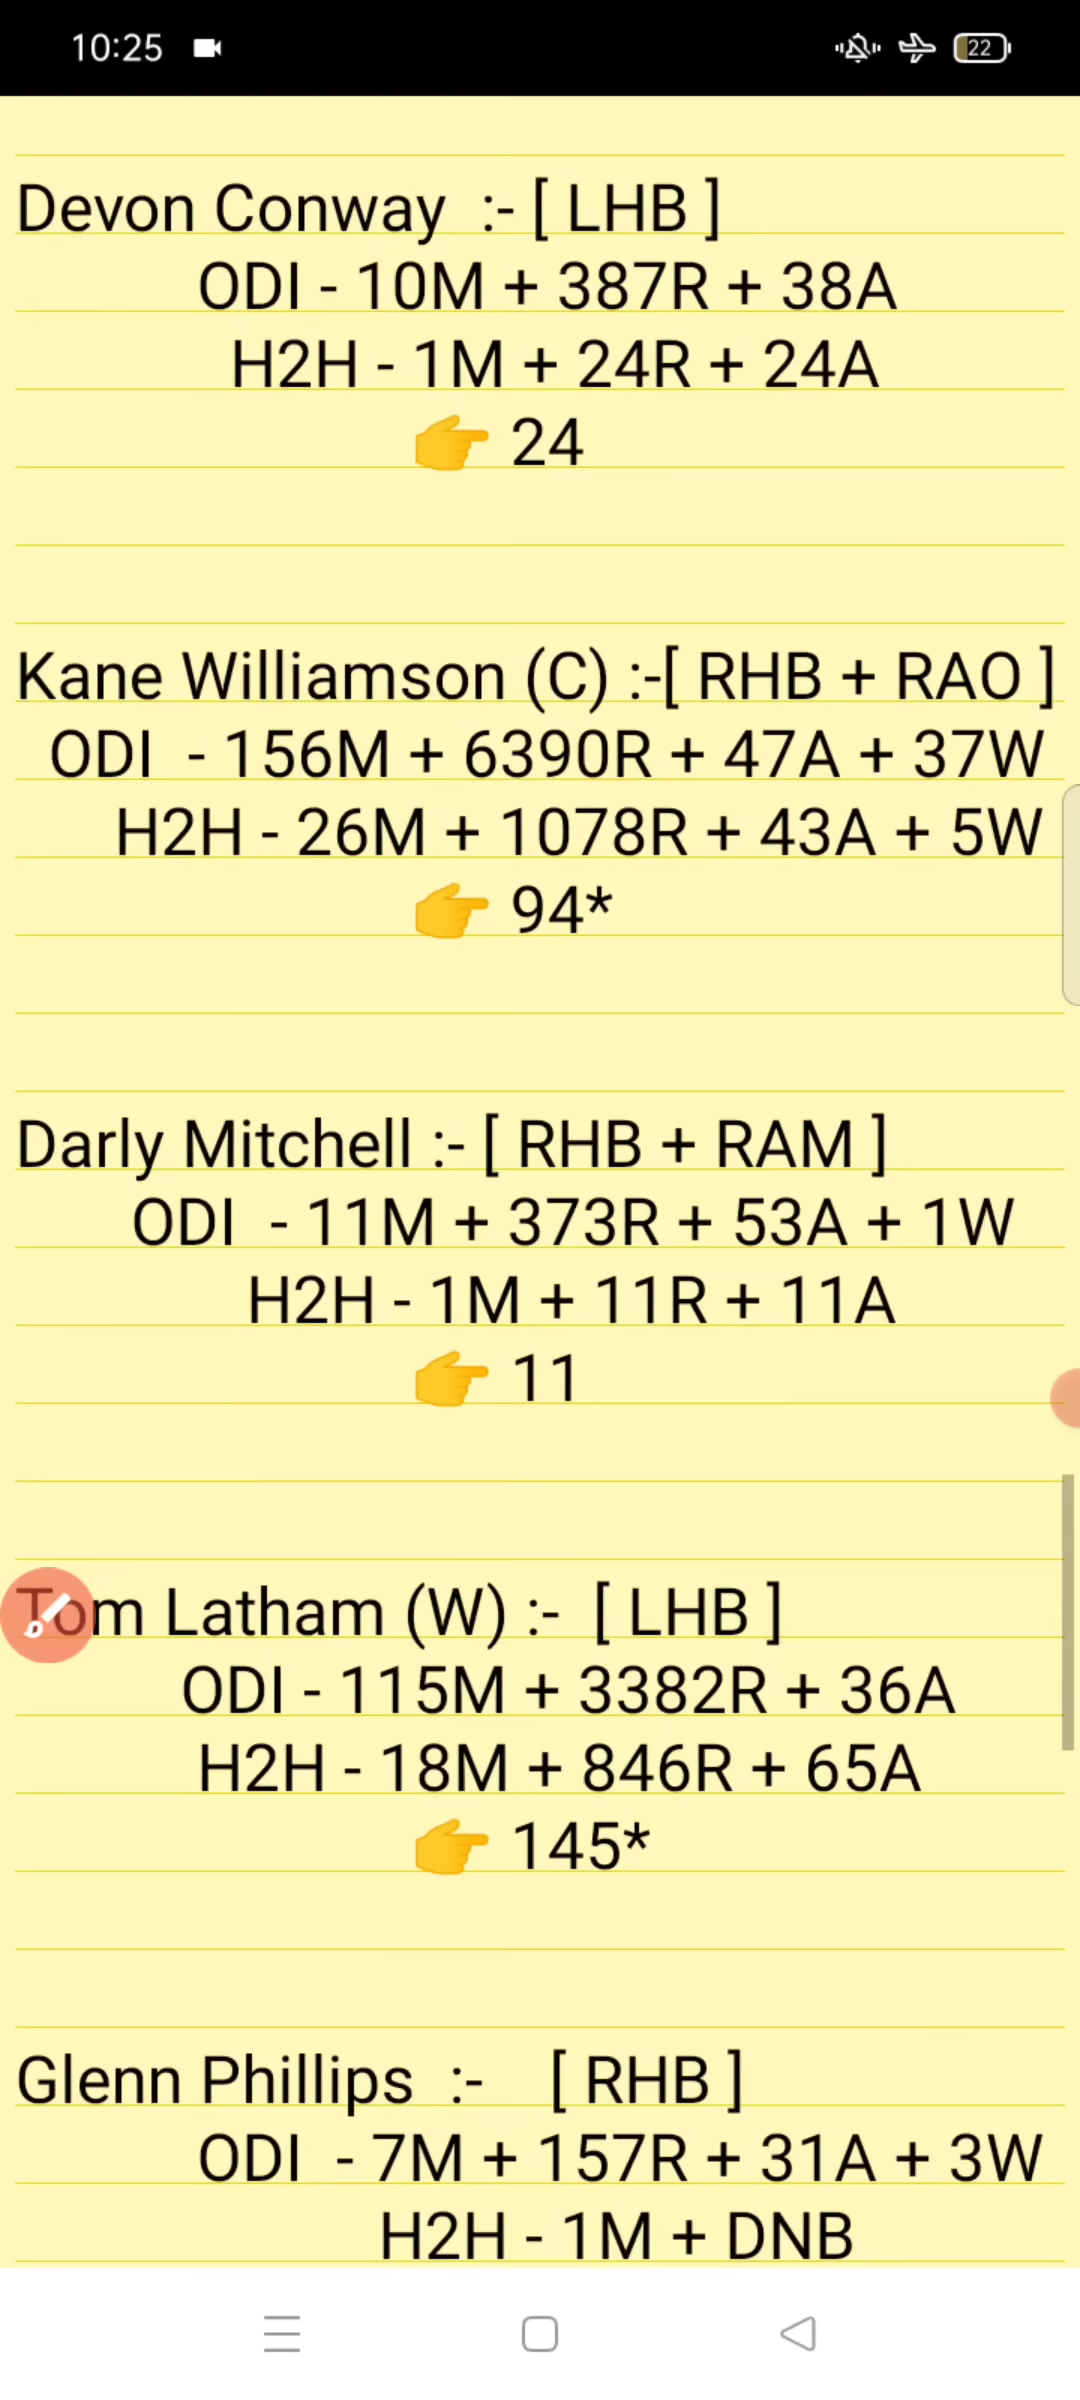 10:25
22
Devon Conway :- [ LHB ]
ODI - 10M + 387R + 38A
H2H - 1M + 24R + 24A
👉 24
Kane Williamson (C) :-[ RHB + RAO ]
ODI - 156M + 6390R + 47A + 37W
H2H - 26M + 1078R + 43A + 5W
👉 94*
Darly Mitchell :- [ RHB + RAM ]
ODI - 11M + 373R + 53A + 1W
H2H - 1M + 11R + 11A
👉 11
Tom Latham (W) :- [ LHB ]
ODI - 115M + 3382R + 36A
H2H - 18M + 846R + 65A
👉 145*
Glenn Phillips :- [ RHB ]
ODI - 7M + 157R + 31A + 3W
H2H - 1M + DNB